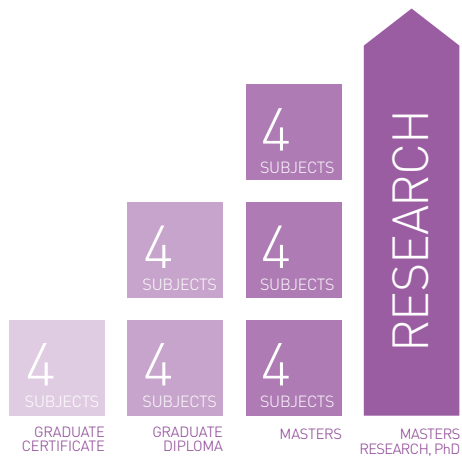 4
SUBJECTS
4
SUBJECTS
4
SUBJECTS
4
SUBJECTS
4
SUBJECTS
4
SUBJECTS
RESEARCH
GRADUATE
CERTIFICATE
GRADUATE
DIPLOMA
MASTERS
MASTERS
RESEARCH, PhD